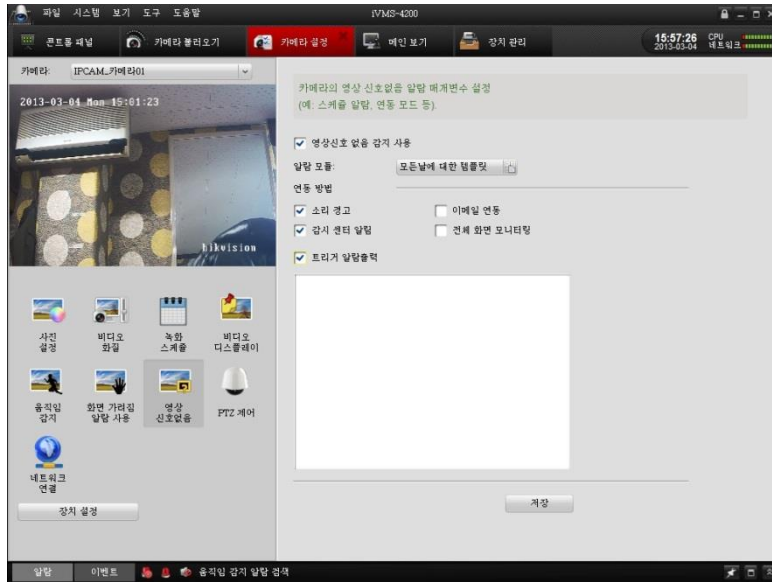 파일 시스템 보기 도구 도움말
iVMS-4200
콘트롤 패널
카메라 불러오기
카메라 설정
메인 보기
장치 관리
15:57:26
2013-03-04
CPU
네트워크
카메라:
IPCAM_카메라01
2013-03-04 Mon 15:01:23
hikvision
사진
설정
비디오
화질
녹화
스케쥴
비디오
디스플레이
움직임
감지
화면 가려짐
알람 사용
영상
신호없음
PTZ 제어
네트워크
연결
장치 설정
카메라의 영상 신호없음 알람 매개변수 설정
(예: 스케쥴 알람, 연동 모드 등).
영상신호 없음 감지 사용
알람 모듈:
모든날에 대한 템플릿
연동 방법
소리 경고
이메일 연동
감시 센터 알림
전체 화면 모니터링
트리거 알람출력
저장
알람
이벤트
움직임 감지 알람 검색